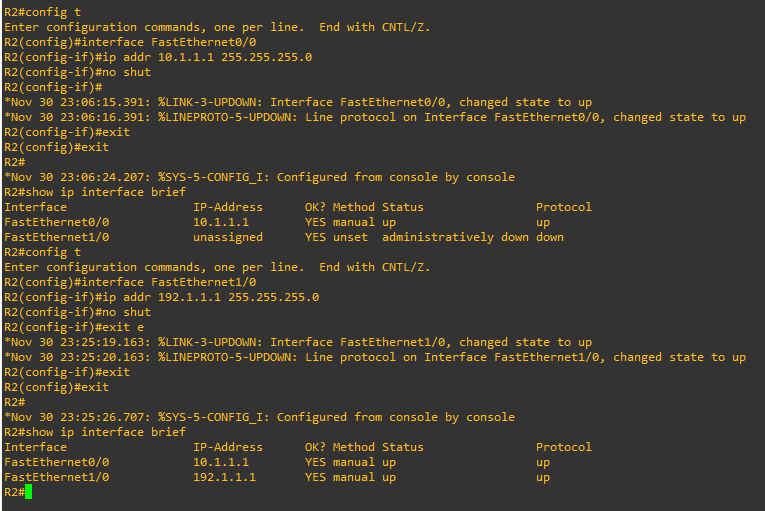 R2#config t
Enter configuration commands, one per line.  End with CNTL/Z.
R2(config)#interface FastEthernet0/0
R2(config-if)#ip addr 10.1.1.1 255.255.255.0
R2(config-if)#no shut
R2(config-if)#
*Nov 30 23:06:15.391: %LINK-3-UPDOWN: Interface FastEthernet0/0, changed state to up
*Nov 30 23:06:16.391: %LINEPROTO-5-UPDOWN: Line protocol on Interface FastEthernet0/0, changed state to up
R2(config-if)#exit
R2(config)#exit
R2#
*Nov 30 23:06:24.207: %SYS-5-CONFIG_I: Configured from console by console
R2#show ip interface brief
Interface                  IP-Address      OK? Method Status                Protocol
FastEthernet0/0            10.1.1.1        YES manual up                    up
FastEthernet1/0            unassigned      YES unset  administratively down down
R2#config t
Enter configuration commands, one per line.  End with CNTL/Z.
R2(config)#interface FastEthernet1/0
R2(config-if)#ip addr 192.1.1.1 255.255.255.0
R2(config-if)#no shut
R2(config-if)#exit e
*Nov 30 23:25:19.163: %LINK-3-UPDOWN: Interface FastEthernet1/0, changed state to up
*Nov 30 23:25:20.163: %LINEPROTO-5-UPDOWN: Line protocol on Interface FastEthernet1/0, changed state to up
R2(config-if)#exit
R2(config)#exit
R2#
*Nov 30 23:25:26.707: %SYS-5-CONFIG_I: Configured from console by console
R2#show ip interface brief
Interface                  IP-Address      OK? Method Status                Protocol
FastEthernet0/0            10.1.1.1        YES manual up                    up
FastEthernet1/0            192.1.1.1       YES manual up                    up
R2#